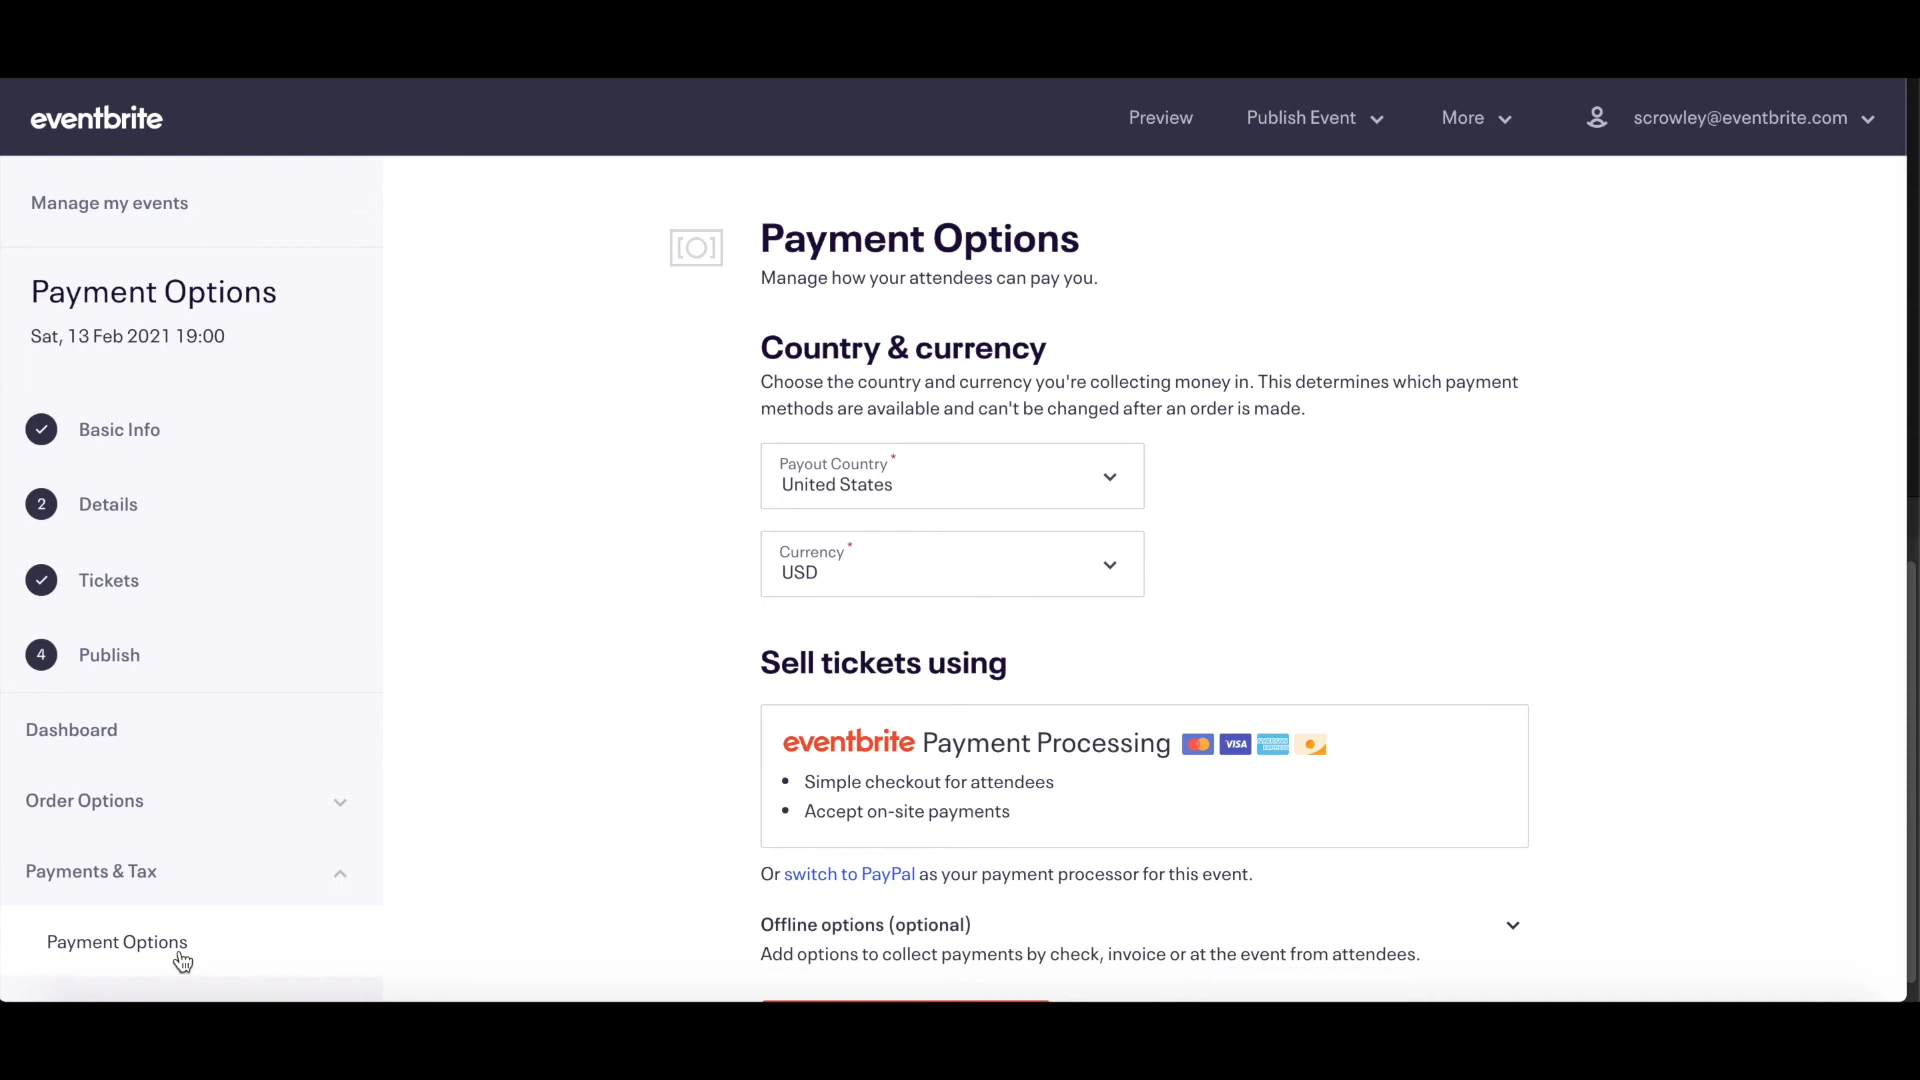 eventbrite
Preview
Publish Event
More
scrowley@eventbrite.com
Manage my events
Payment Options
Sat, 13 Feb 2021 19:00
Basic Info
2 Details
Tickets
4 Publish
Dashboard
Order Options
Payments & Tax
Payment Options
Payment Options
Manage how your attendees can pay you.
Country & currency
Choose the country and currency you're collecting money in. This determines which payment
methods are available and can't be changed after an order is made.
Payout Country *
United States
Currency *
USD
Sell tickets using
eventbrite Payment Processing VISA AMERICAN EXPRESS
• Simple checkout for attendees
• Accept on-site payments
Or switch to PayPal as your payment processor for this event.
Offline options (optional)
Add options to collect payments by check, invoice or at the event from attendees.